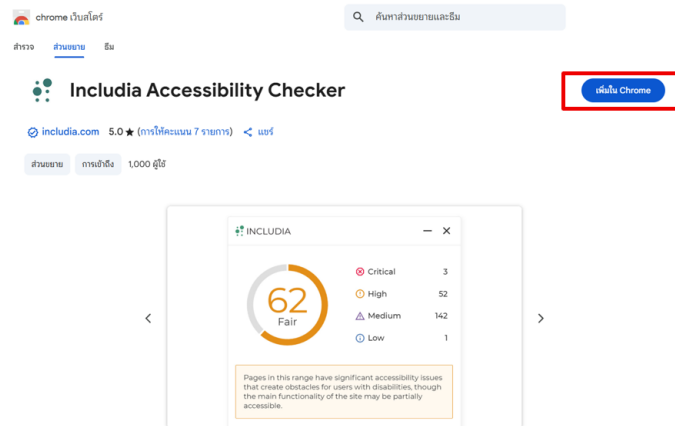 chrome เว็บสโตร์
ค้นหาส่วนขยายและธีม
สำรวจ ส่วนขยาย ธีม
Includia Accessibility Checker
เพิ่มใน Chrome
includia.com 5.0 ★ (การให้คะแนน 7 รายการ) แชร์
ส่วนขยาย การเข้าถึง 1,000 ผู้ใช้
INCLUDIA
62
Fair
Critical 3
High 52
Medium 142
Low 1
Pages in this range have significant accessibility issues
that create obstacles for users with disabilities, though
the main functionality of the site may be partially
accessible.